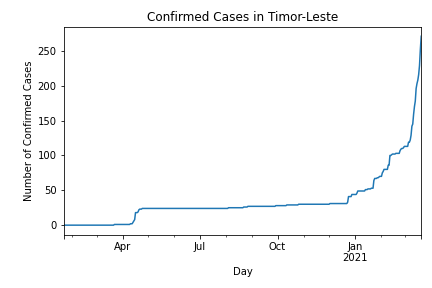 Confirmed Cases in Timor-Leste
Number of Confirmed Cases
250
200
150
100
50
0
Apr
Jul
Oct
Jan
2021
Day